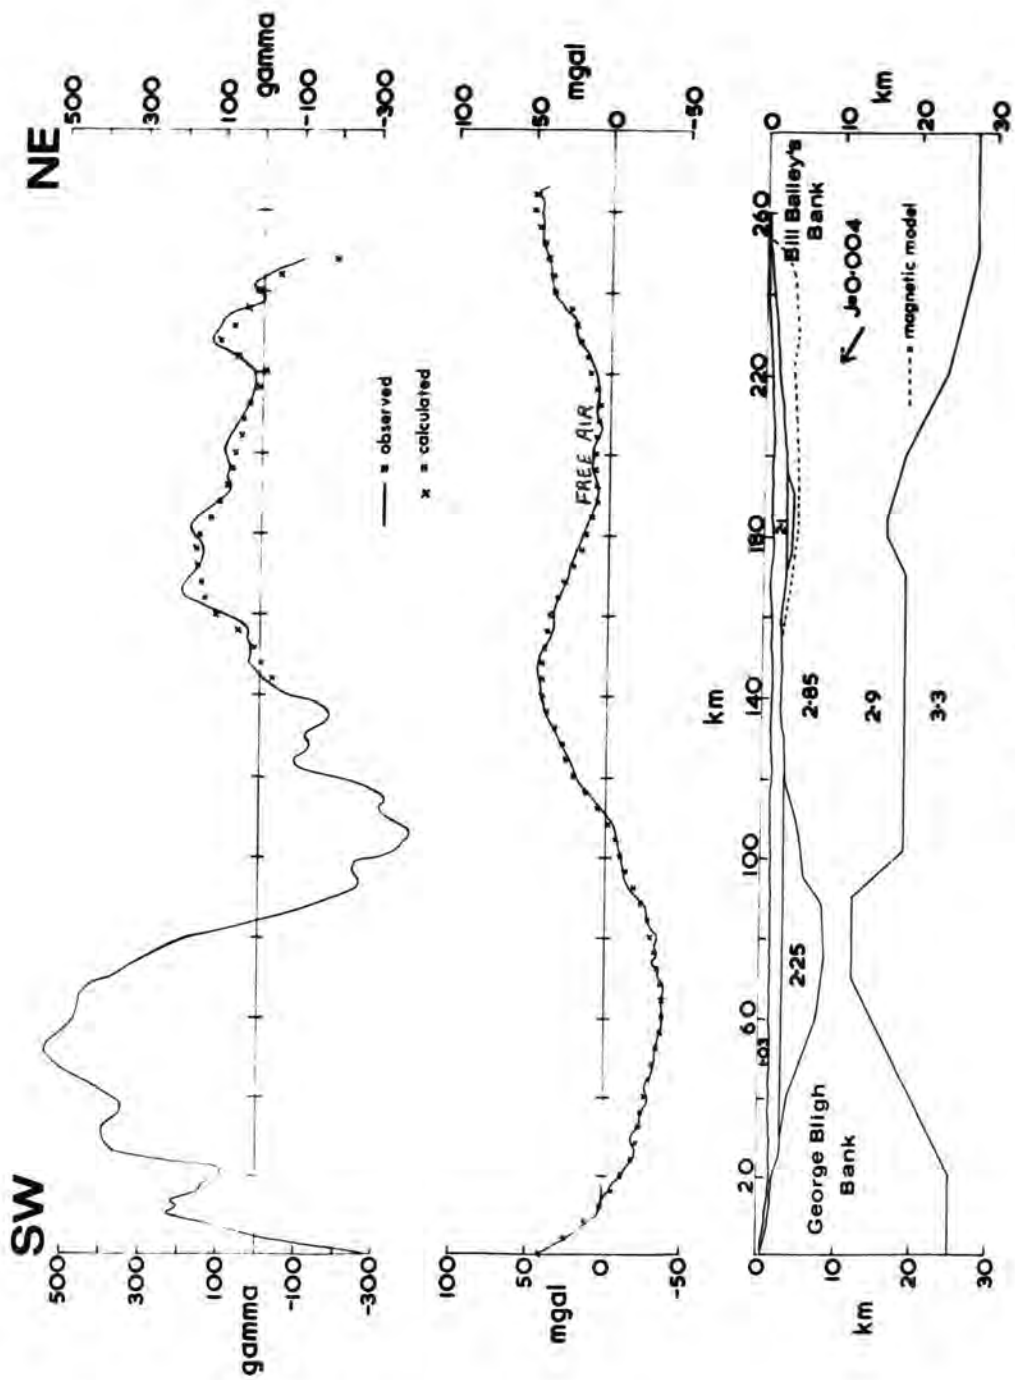 SW
NE
500
300
100
-100
-300
gamma
500
300
100
gamma
-100
-300
—— = observed
x = calculated
100
50
0
-50
mgal
100
50
0
-50
mgal
FREE AIR
km
20
60
100
140
180
220
260
0
10
20
30
km
0
10
20
30
km
George Bligh
Bank
Bill Bailey's
Bank
1·03
2·25
2·1
2·85
2·9
3·3
J=0·004
----- = magnetic model